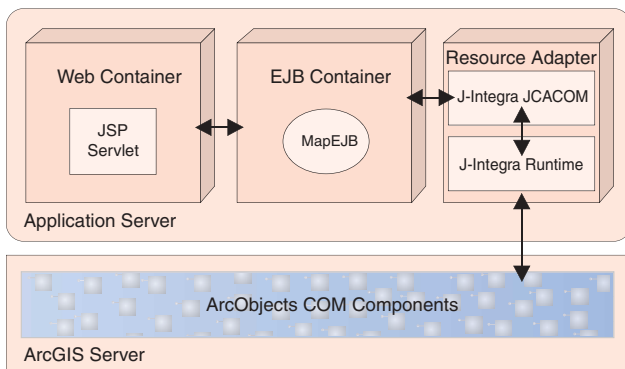 Web Container
JSP
Servlet
EJB Container
MapEJB
Resource Adapter
J-Integra JCACOM
J-Integra Runtime
Application Server
ArcObjects COM Components
ArcGIS Server